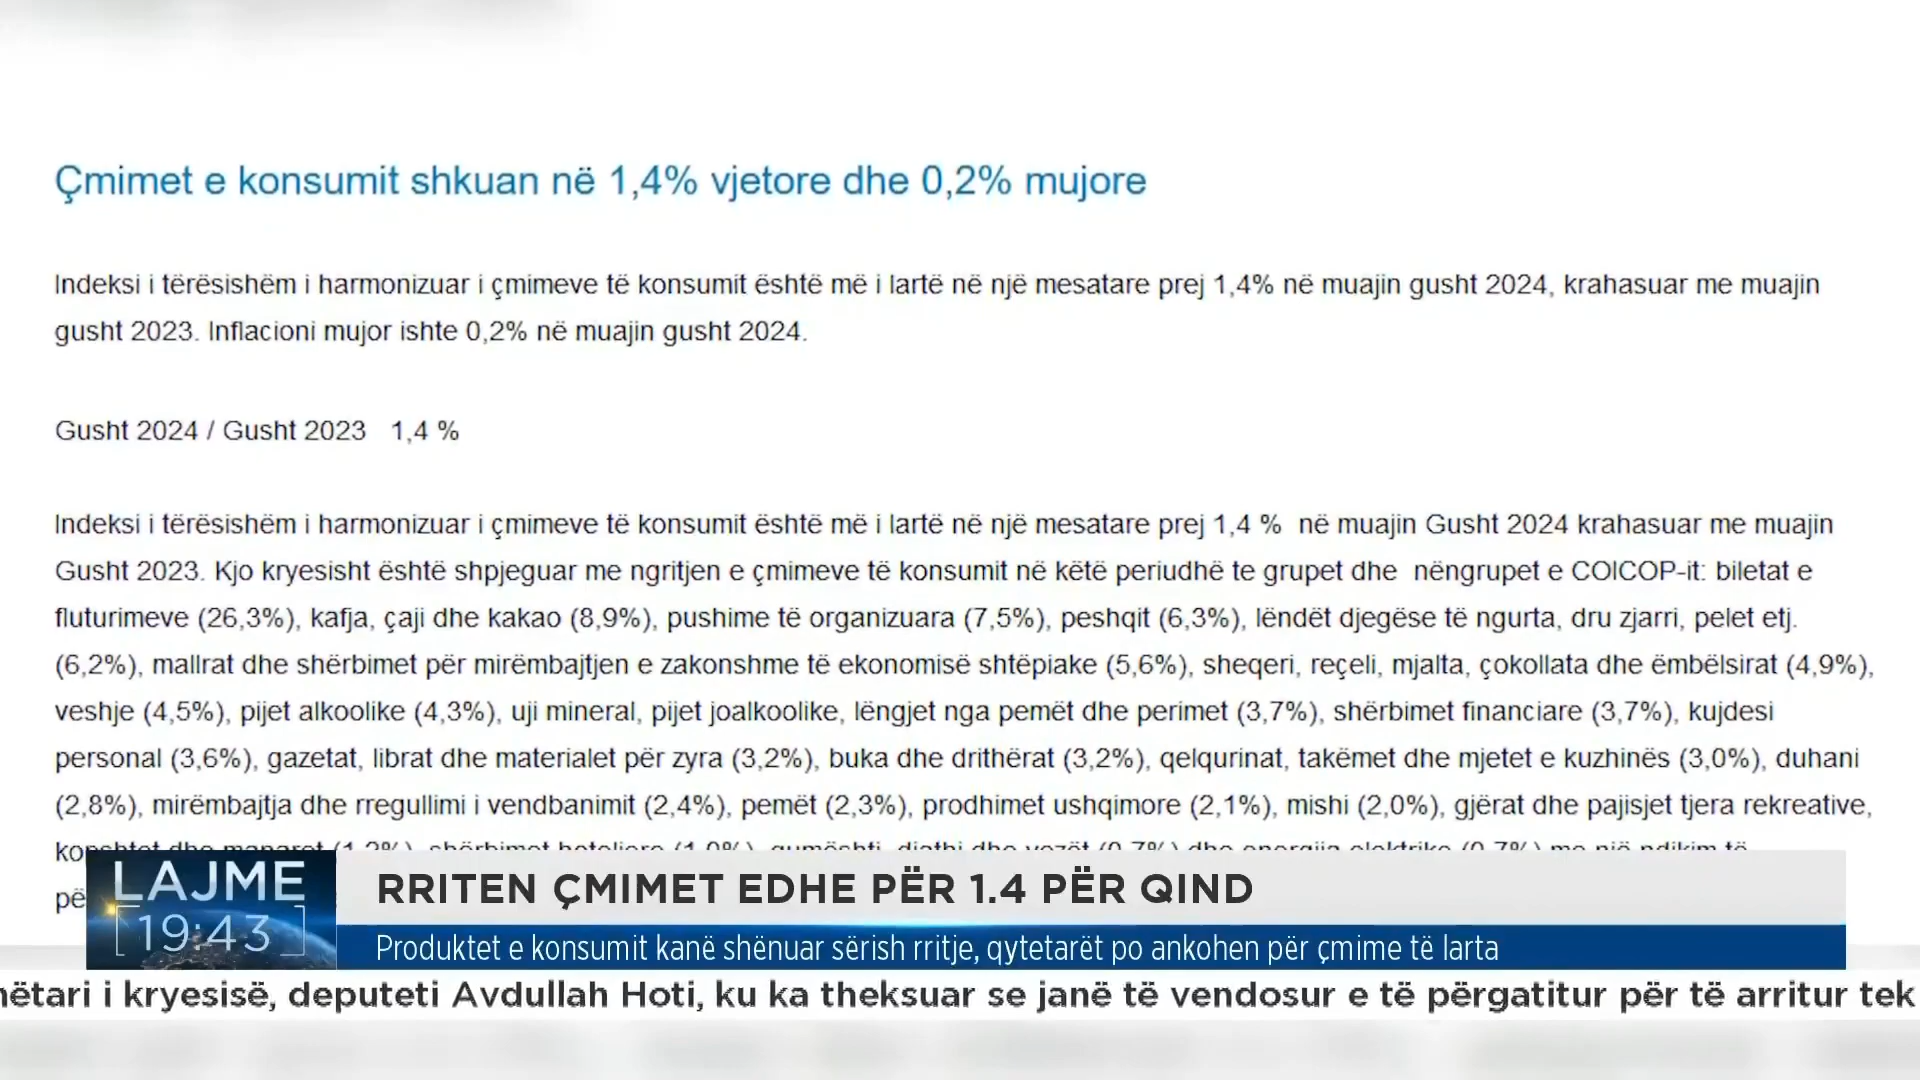 Çmimet e konsumit shkuan në 1,4% vjetore dhe 0,2% mujore
Indeksi i tërësishëm i harmonizuar i çmimeve të konsumit është më i lartë në një mesatare prej 1,4% në muajin gusht 2024, krahasuar me muajin
gusht 2023. Inflacioni mujor ishte 0,2% në muajin gusht 2024.
Gusht 2024 / Gusht 2023 1,4 %
Indeksi i tërësishëm i harmonizuar i çmimeve të konsumit është më i lartë në një mesatare prej 1,4 % në muajin Gusht 2024 krahasuar me muajin
Gusht 2023. Kjo kryesisht është shpjeguar me ngritjen e çmimeve të konsumit në këtë periudhë te grupet dhe nëngrupet e COICOP-it: biletat e
fluturimeve (26,3%), kafja, çaji dhe kakao (8,9%), pushime të organizuara (7,5%), peshqit (6,3%), lëndët djegëse të ngurta, dru zjarri, pelet etj.
(6,2%), mallrat dhe shërbimet për mirëmbajtjen e zakonshme të ekonomisë shtëpiake (5,6%), sheqeri, reçeli, mjalta, çokollata dhe ëmbëlsirat (4,9%),
veshje (4,5%), pijet alkoolike (4,3%), uji mineral, pijet joalkoolike, lëngjet nga pemët dhe perimet (3,7%), shërbimet financiare (3,7%), kujdesi
personal (3,6%), gazetat, librat dhe materialet për zyra (3,2%), buka dhe drithërat (3,2%), qelqurinat, takëmet dhe mjetet e kuzhinës (3,0%), duhani
(2,8%), mirëmbajtja dhe rregullimi i vendbanimit (2,4%), pemët (2,3%), prodhimet ushqimore (2,1%), mishi (2,0%), gjërat dhe pajisjet tjera rekreative,
LAJME
19:43
RRITEN ÇMIMET EDHE PËR 1.4 PËR QIND
Produktet e konsumit kanë shënuar sërish rritje, qytetarët po ankohen për çmime të larta
nëtari i kryesisë, deputeti Avdullah Hoti, ku ka theksuar se janë të vendosur e të përgatitur për të arritur tek